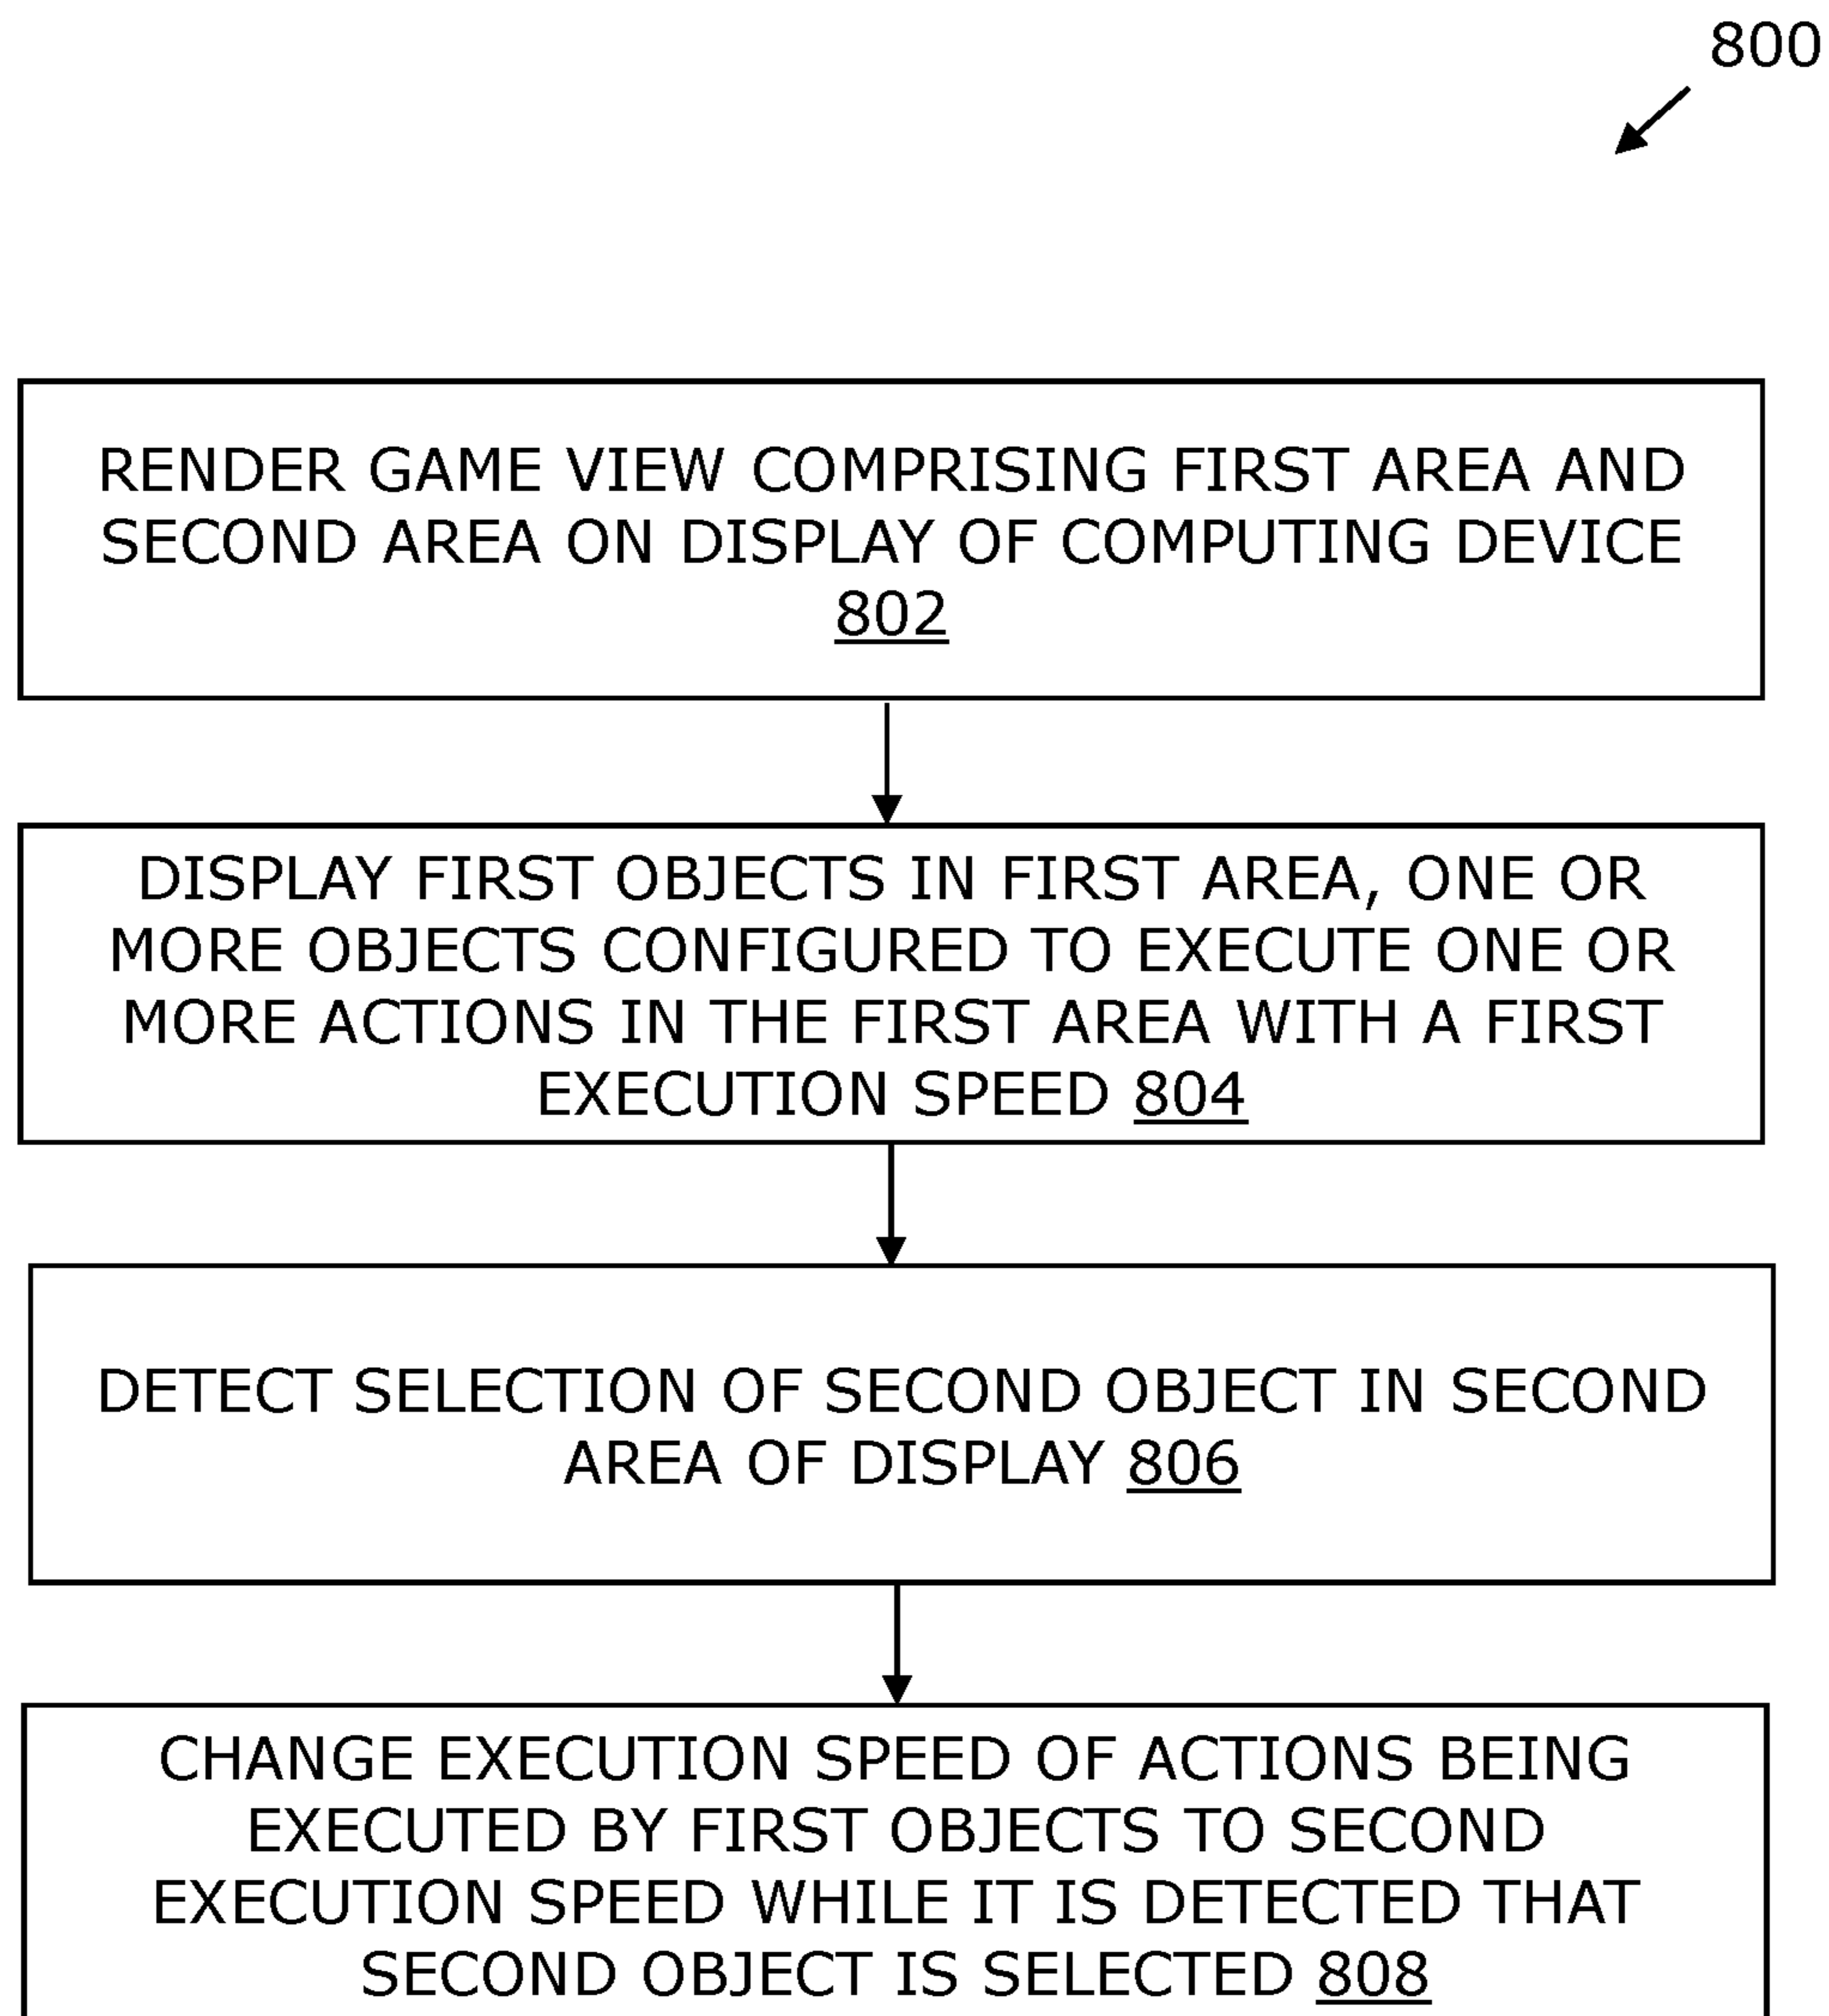 800
RENDER GAME VIEW COMPRISING FIRST AREA AND
SECOND AREA ON DISPLAY OF COMPUTING DEVICE
802
DISPLAY FIRST OBJECTS IN FIRST AREA, ONE OR
MORE OBJECTS CONFIGURED TO EXECUTE ONE OR
MORE ACTIONS IN THE FIRST AREA WITH A FIRST
EXECUTION SPEED 804
DETECT SELECTION OF SECOND OBJECT IN SECOND
AREA OF DISPLAY 806
CHANGE EXECUTION SPEED OF ACTIONS BEING
EXECUTED BY FIRST OBJECTS TO SECOND
EXECUTION SPEED WHILE IT IS DETECTED THAT
SECOND OBJECT IS SELECTED 808